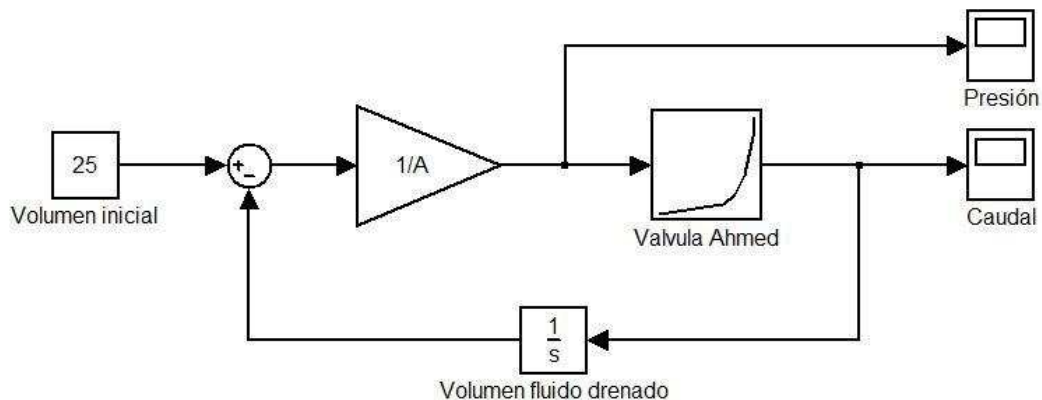 Presión
25
+
-
1/A
Volumen inicial
Valvula Ahmed
Caudal
1
s
Volumen fluido drenado